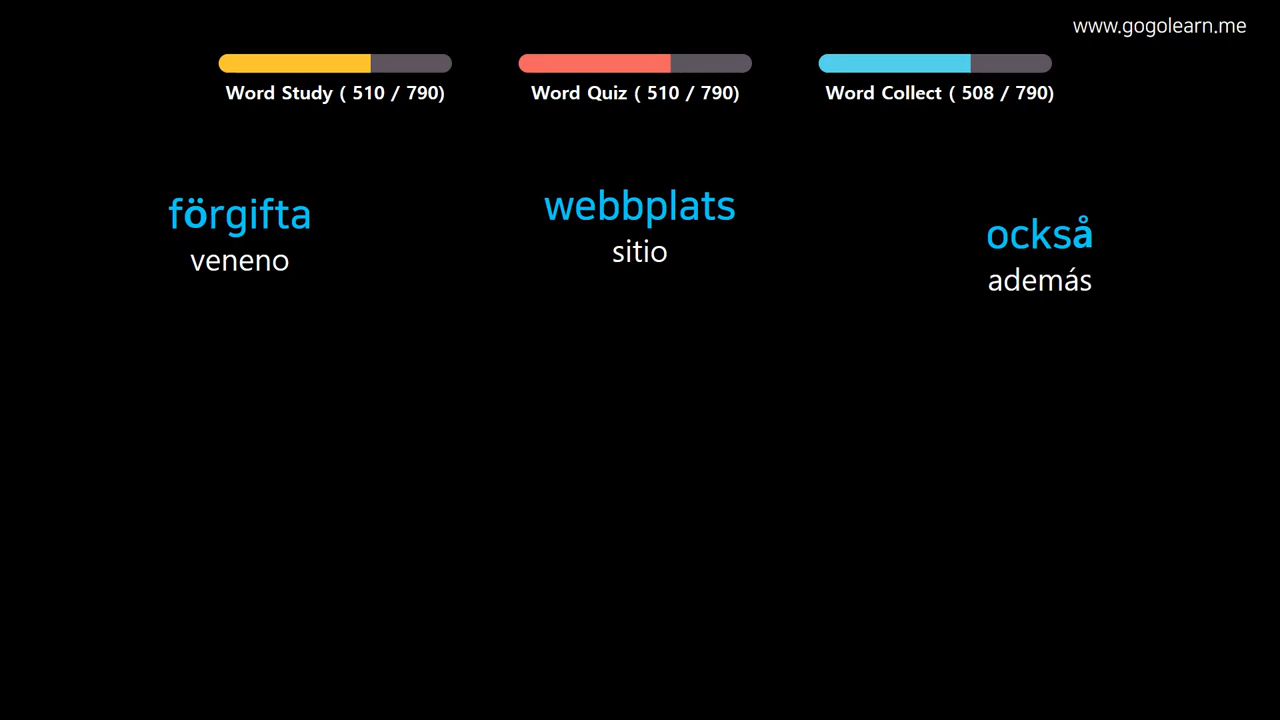 www.gogolearn.me
Word Study ( 510 / 790)
Word Quiz ( 510 / 790)
Word Collect ( 508 / 790)
förgifta
veneno
webbplats
sitio
också
además